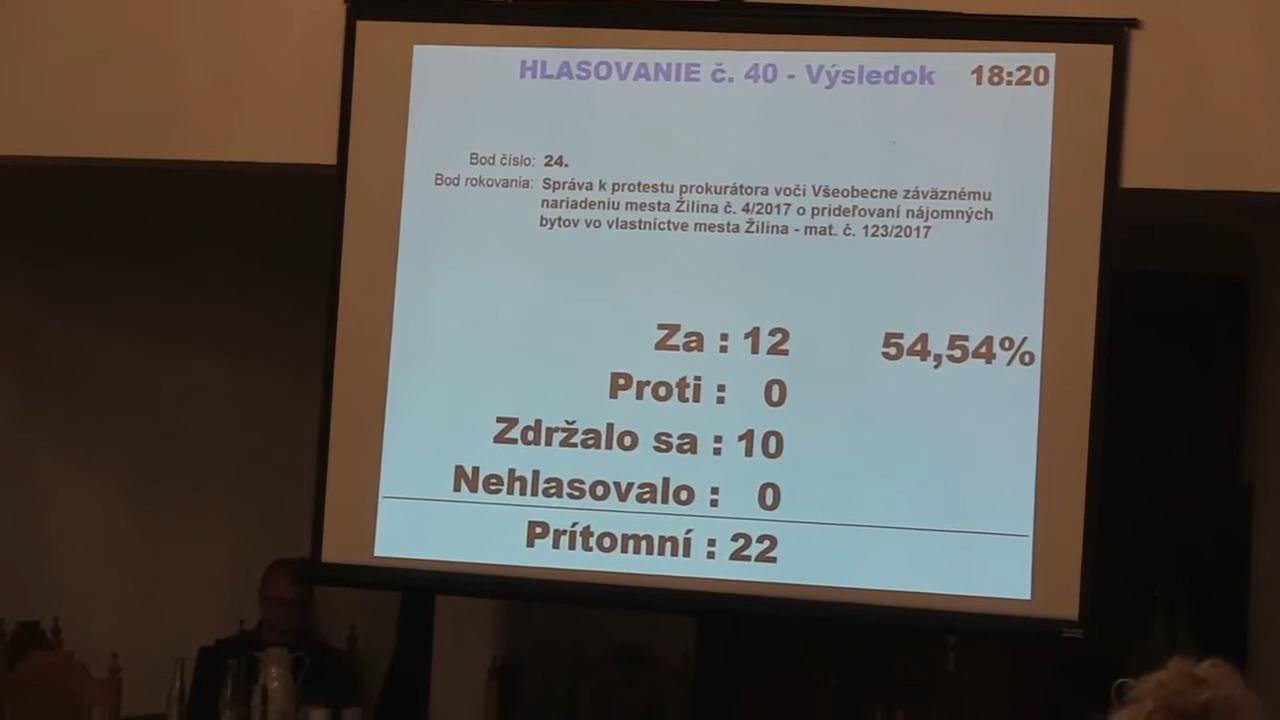 HLASOVANIE č. 40 - Výsledok 18:20
Bod číslo: 24.
Bod rokovania: Správa k protestu prokurátora voči Všeobecne záväznému
nariadeniu mesta Žilina č. 4/2017 o prideľovaní nájomných
bytov vo vlastníctve mesta Žilina - mat. č. 123/2017
Za : 12 54,54%
Proti : 0
Zdržalo sa : 10
Nehlasovalo : 0
Prítomní : 22